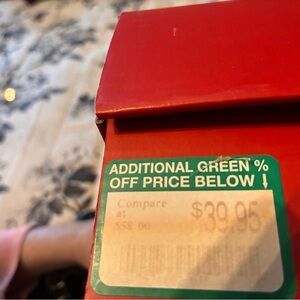 ADDITIONAL GREEN %
OFF PRICE BELOW ↓
Compare
at
$58.00
$39.95